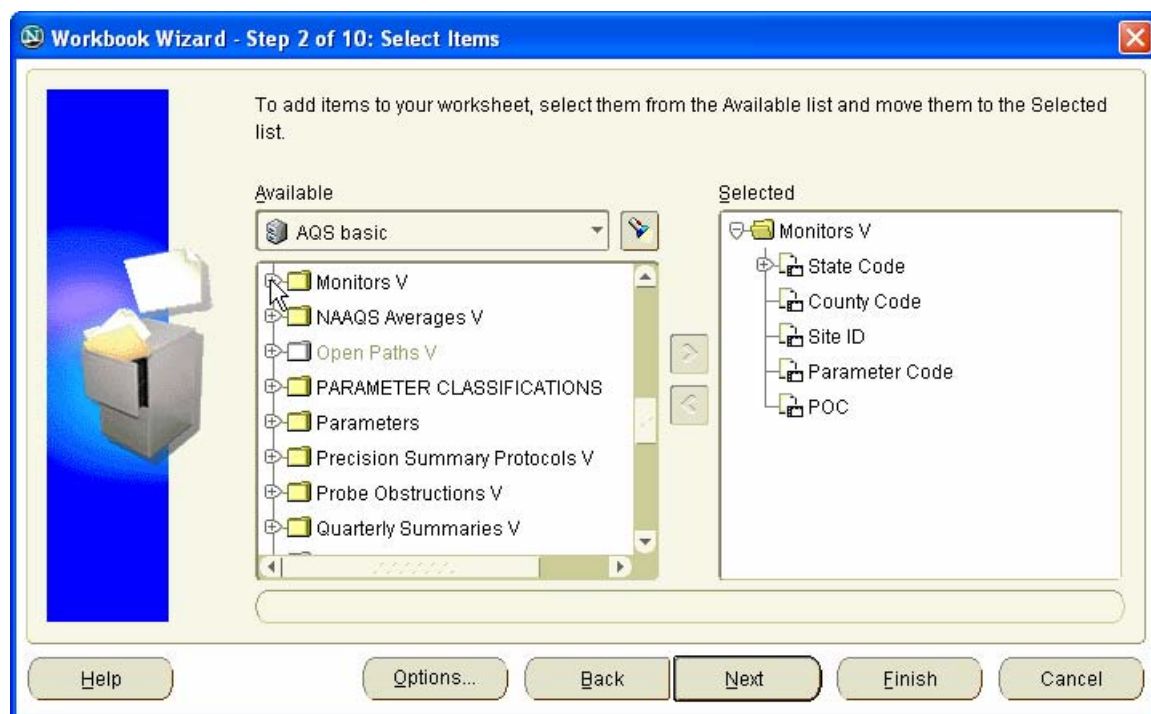 Workbook Wizard - Step 2 of 10: Select Items
To add items to your worksheet, select them from the Available list and move them to the Selected
list.
Available
AQS basic
Monitors V
NAAQS Averages V
Open Paths V
PARAMETER CLASSIFICATIONS
Parameters
Precision Summary Protocols V
Probe Obstructions V
Quarterly Summaries V
Selected
Monitors V
State Code
County Code
Site ID
Parameter Code
POC
Help
Options...
Back
Next
Finish
Cancel